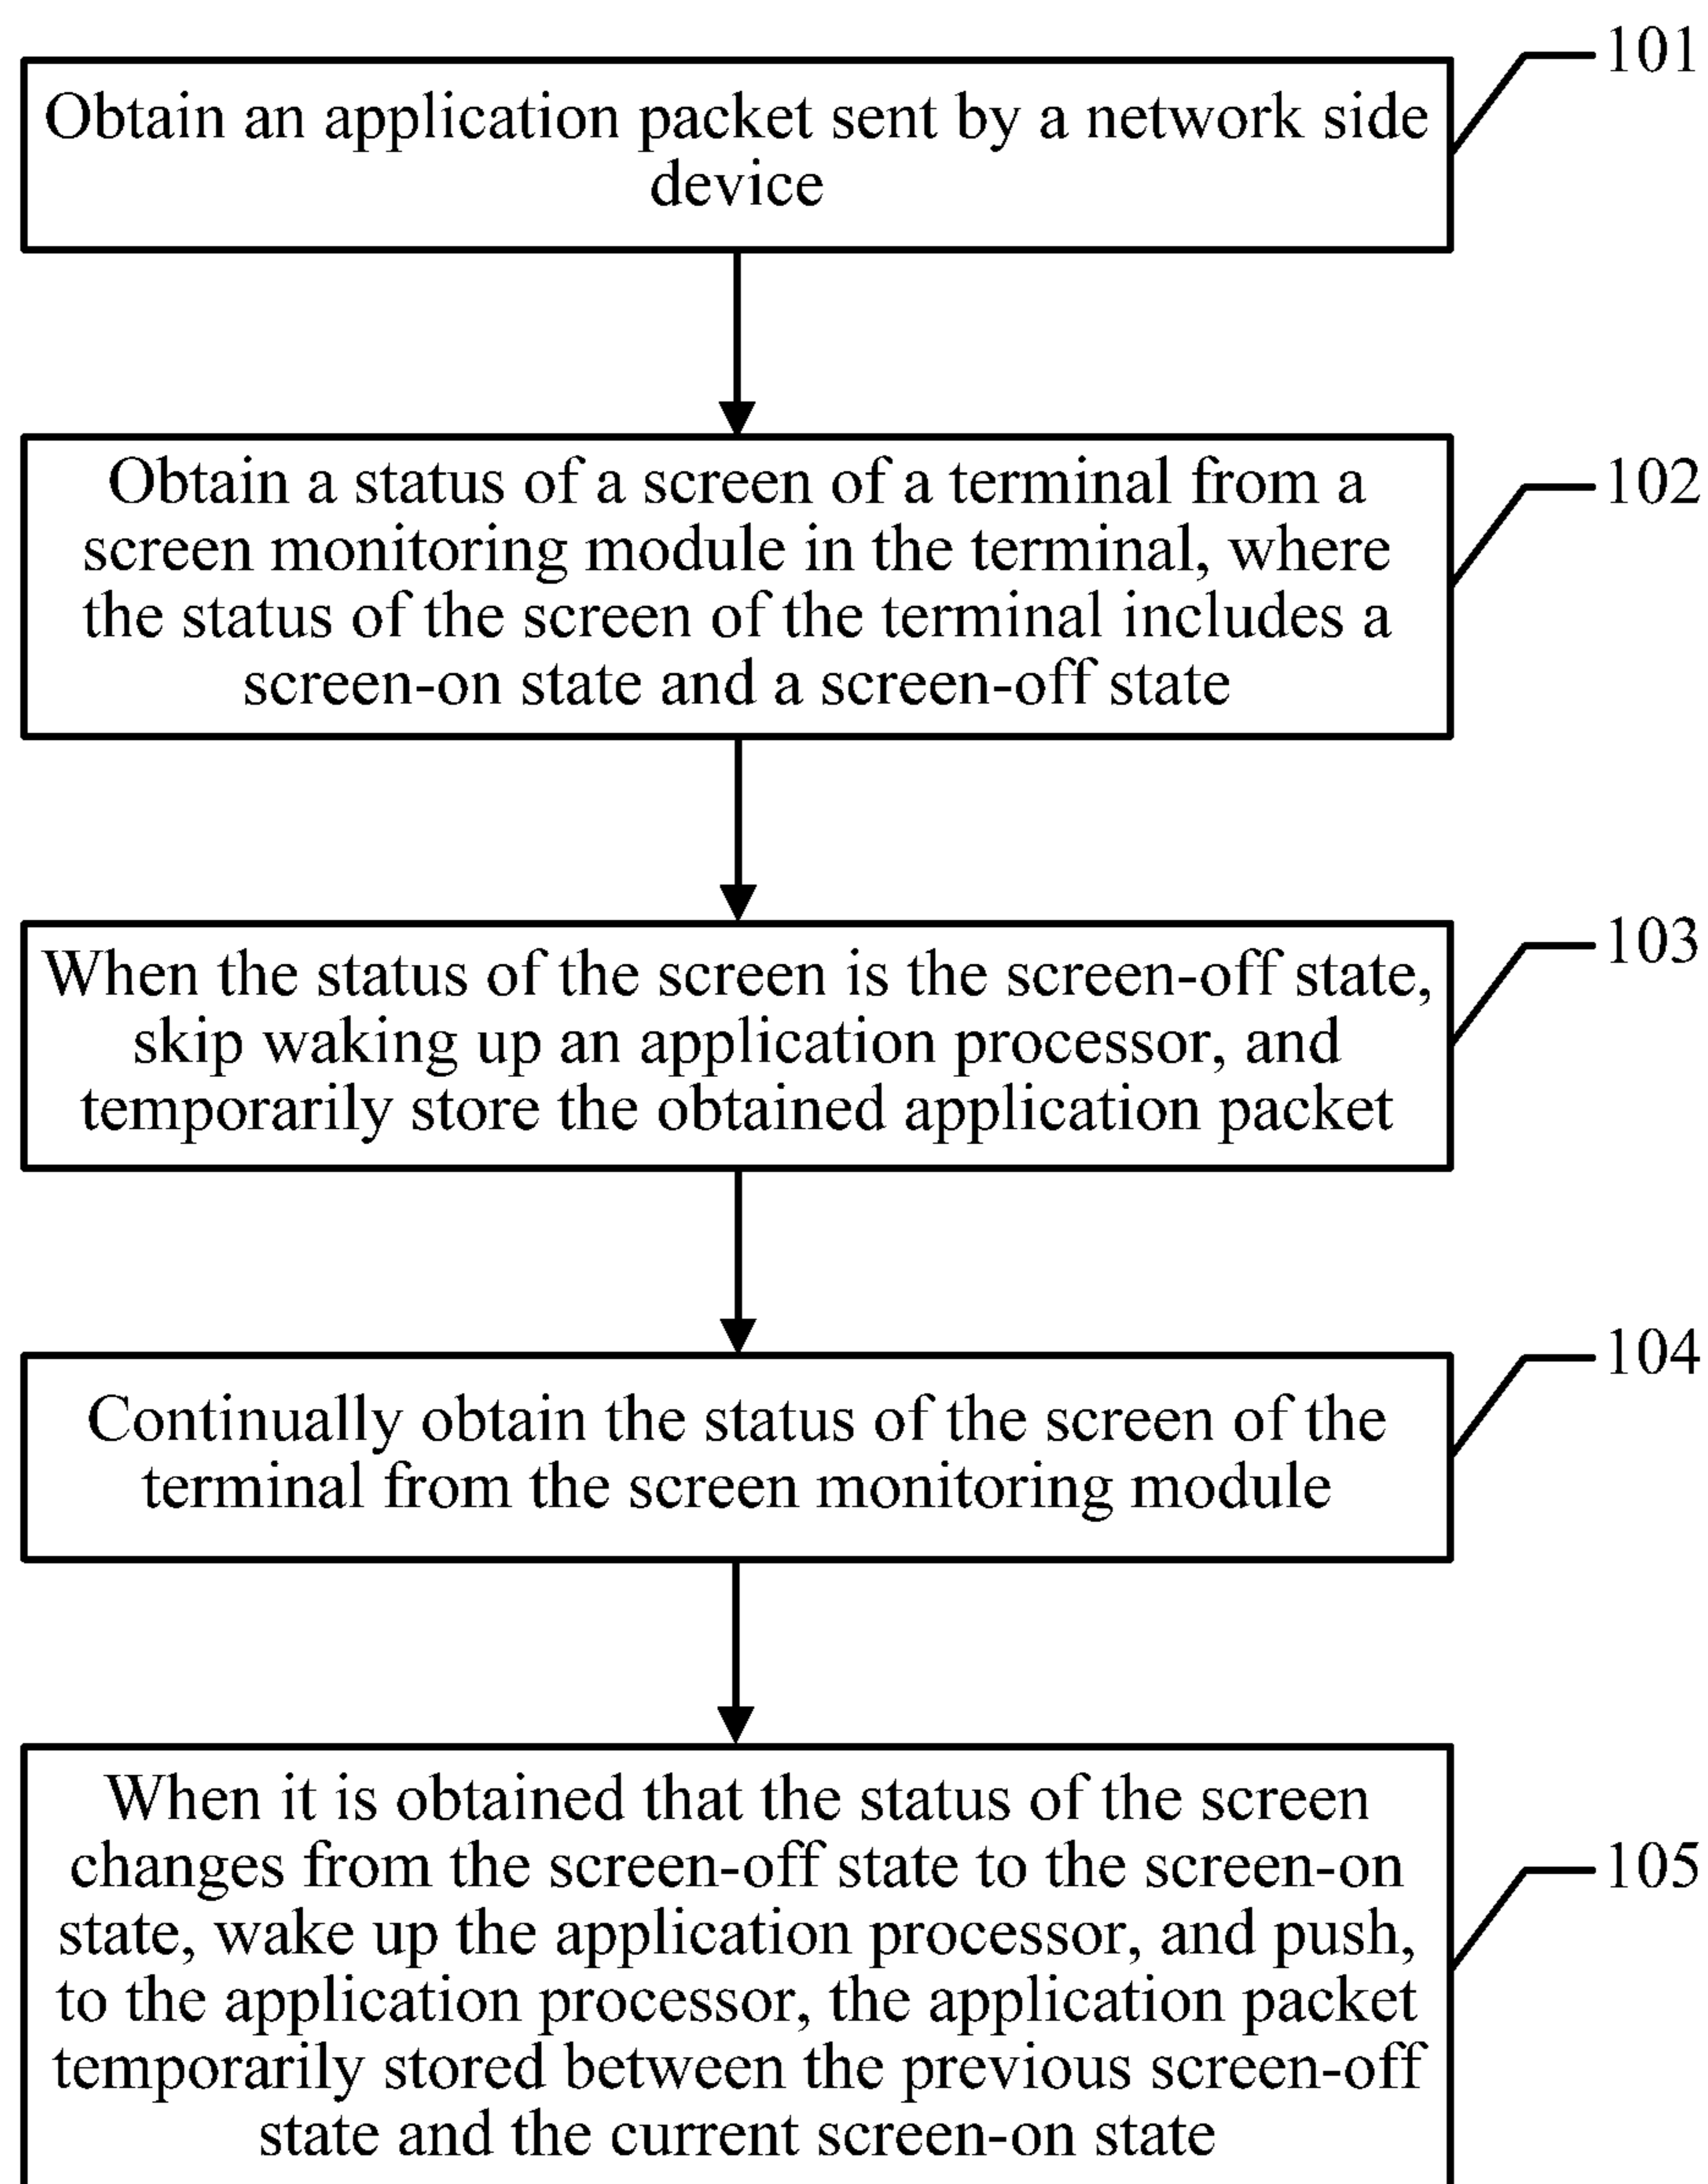 101
Obtain an application packet sent by a network side
device
102
Obtain a status of a screen of a terminal from a
screen monitoring module in the terminal, where
the status of the screen of the terminal includes a
screen-on state and a screen-off state
103
When the status of the screen is the screen-off state,
skip waking up an application processor, and
temporarily store the obtained application packet
104
Continually obtain the status of the screen of the
terminal from the screen monitoring module
105
When it is obtained that the status of the screen
changes from the screen-off state to the screen-on
state, wake up the application processor, and push,
to the application processor, the application packet
temporarily stored between the previous screen-off
state and the current screen-on state